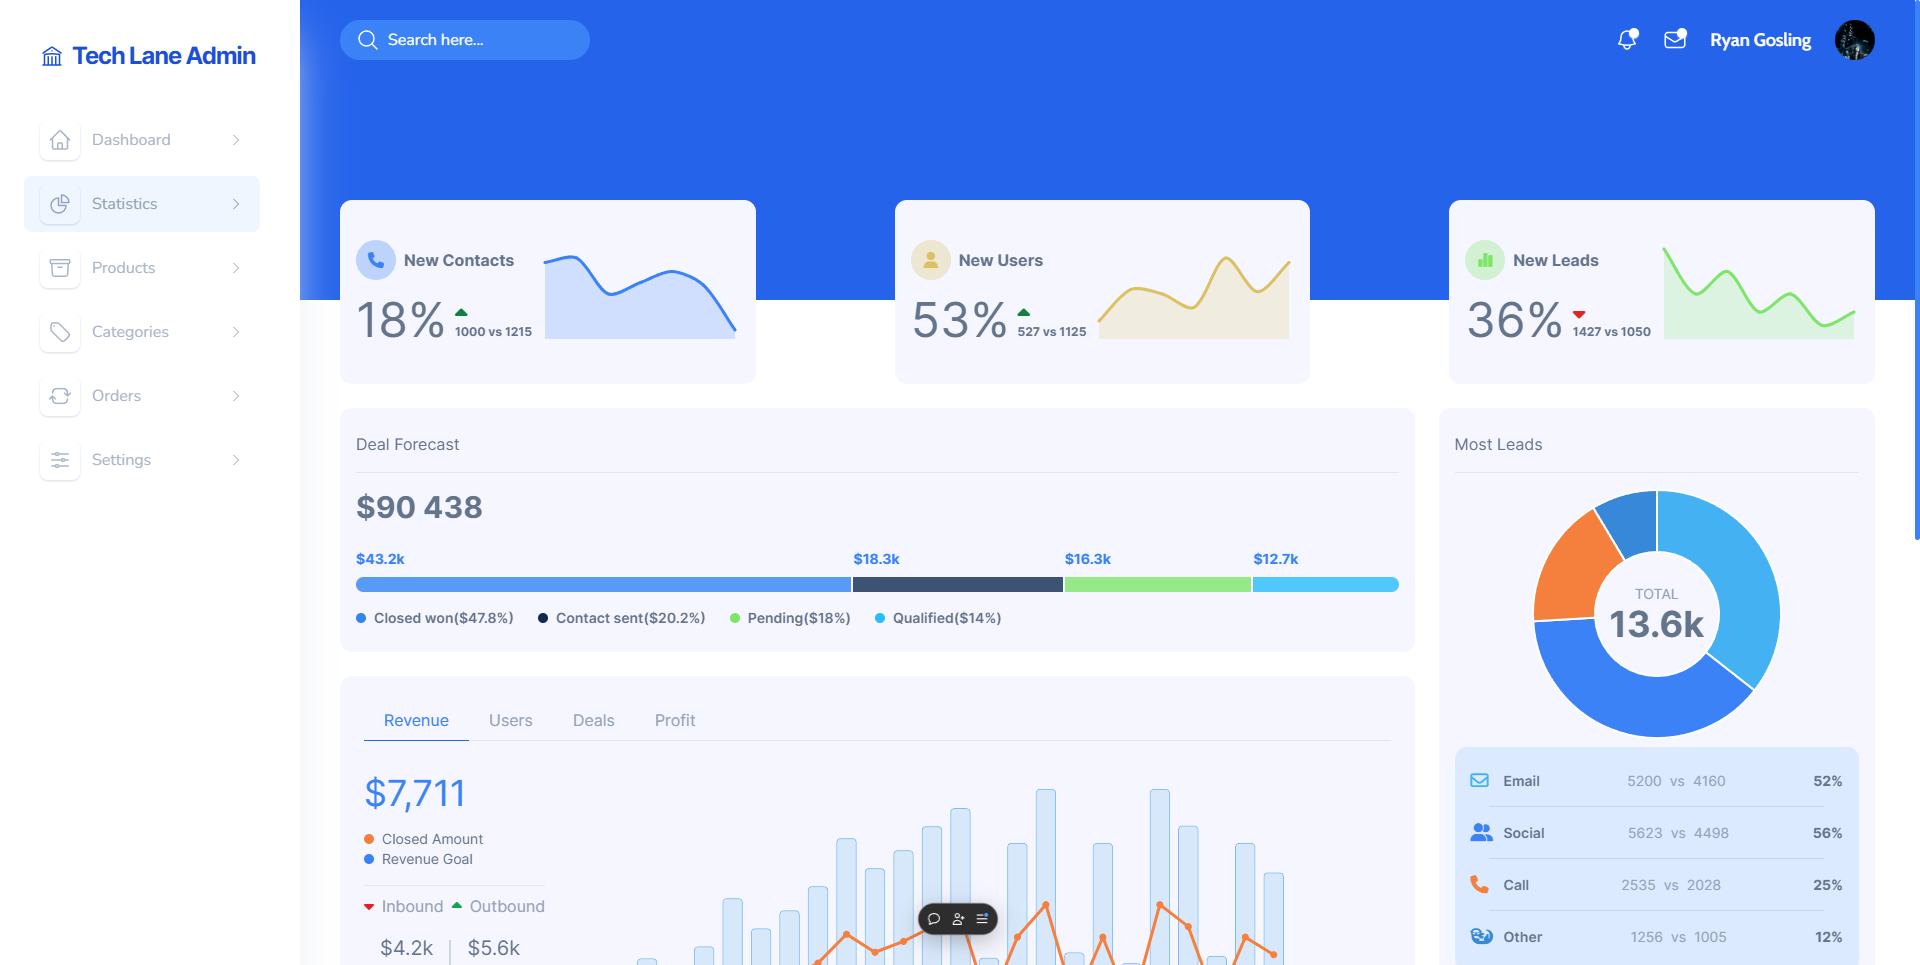 Tech Lane Admin
Search here...
Ryan Gosling
Dashboard
Statistics
Products
Categories
Orders
Settings
New Contacts
18%
1000 vs 1215
New Users
53%
527 vs 1125
New Leads
36%
1427 vs 1050
Deal Forecast
$90 438
$43.2k $18.3k $16.3k $12.7k
Closed won($47.8%) Contact sent($20.2%) Pending($18%) Qualified($14%)
Most Leads
TOTAL
13.6k
Email 5200 vs 4160 52%
Social 5623 vs 4498 56%
Call 2535 vs 2028 25%
Other 1256 vs 1005 12%
Revenue Users Deals Profit
$7,711
Closed Amount
Revenue Goal
Inbound Outbound
$4.2k $5.6k